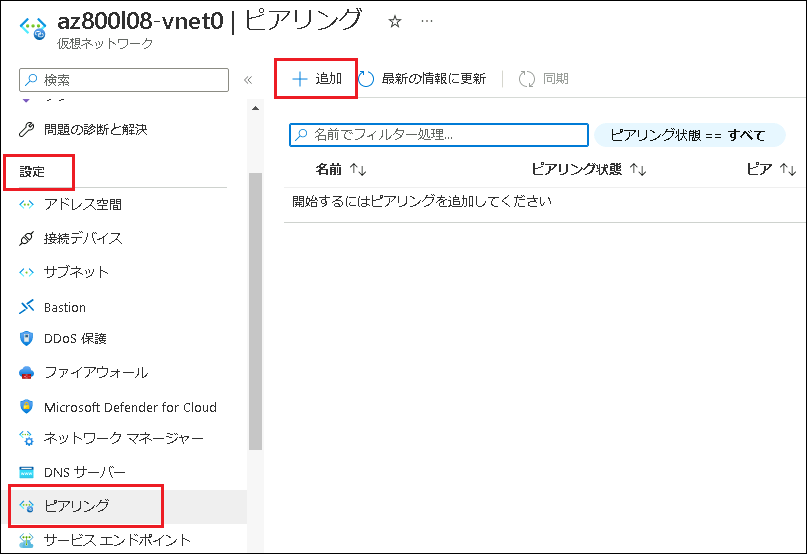 az800l08-vnet0 | ピアリング ☆ …
仮想ネットワーク
検索 «
問題の診断と解決
設定
アドレス空間
接続デバイス
サブネット
Bastion
DDoS 保護
ファイアウォール
Microsoft Defender for Cloud
ネットワーク マネージャー
DNS サーバー
ピアリング
サービス エンドポイント
＋ 追加 最新の情報に更新 同期
名前でフィルター処理... ピアリング状態 == すべて
名前 ↑↓ ピアリング状態 ↑↓ ピア ↑↓
開始するにはピアリングを追加してください